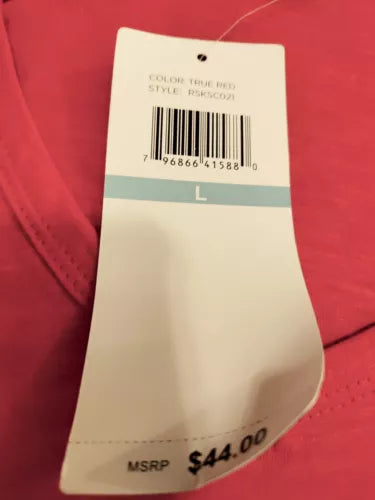 COLOR: TRUE RED
STYLE: RSKSC021
7 96866 41588 0
L
MSRP $44.00